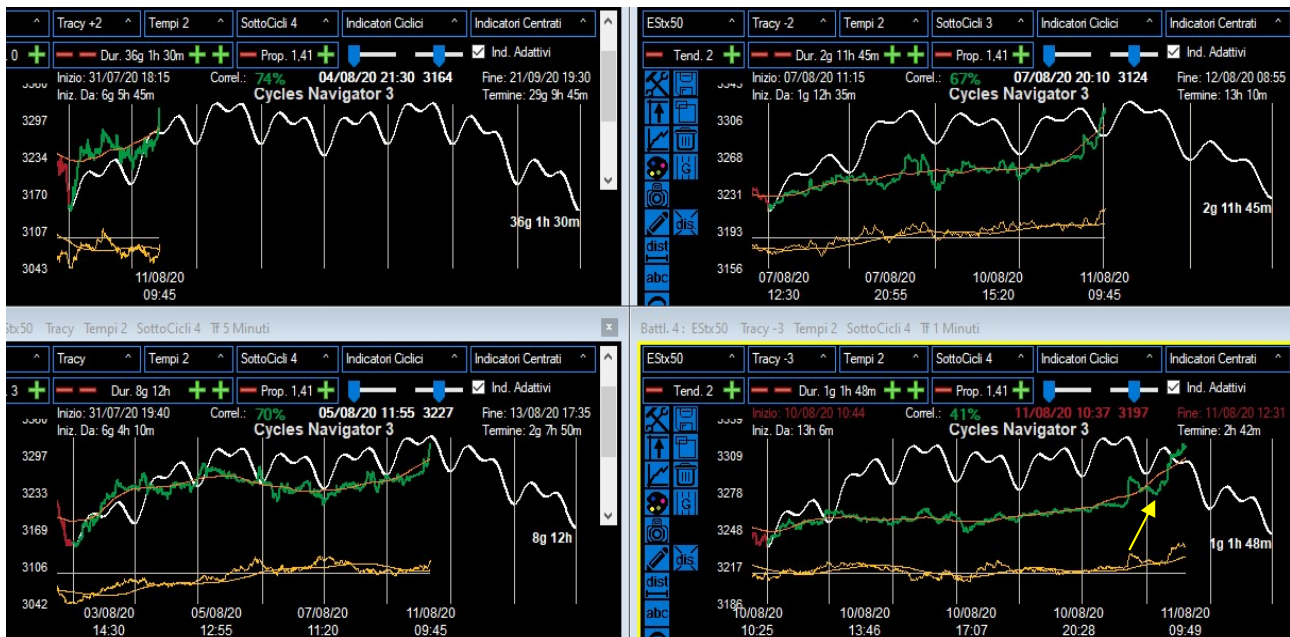 ^ Tracy +2 ^ Tempi 2 ^ SottoCicli 4 ^ Indicatori Ciclici ^ Indicatori Centrati ^
0 Dur. 36g 1h 30m Prop. 1,41 Ind. Adattivi
Inizio: 31/07/20 18:15 Correl.: 74% 04/08/20 21:30 3164 Fine: 21/09/20 19:30
Iniz. Da: 6g 5h 45m Cycles Navigator 3 Termine: 29g 9h 45m
3297
3234
3170
36g 1h 30m
3107
3043
11/08/20
09:45
EStx50 ^ Tracy -2 ^ Tempi 2 ^ SottoCicli 3 ^ Indicatori Ciclici ^ Indicatori Centrati ^
Tend. 2 Dur. 2g 11h 45m Prop. 1,41 Ind. Adattivi
Inizio: 07/08/20 11:15 Correl.: 67% 07/08/20 20:10 3124 Fine: 12/08/20 08:55
Iniz. Da: 1g 12h 35m Cycles Navigator 3 Termine: 13h 10m
3306
3268
G
3231
2g 11h 45m
3193
dis
dist
3156
abc
07/08/20 07/08/20 10/08/20 11/08/20
12:30 20:55 15:20 09:45
Stx50 Tracy Tempi 2 SottoCicli 4 Tf 5 Minuti x
^ Tracy ^ Tempi 2 ^ SottoCicli 4 ^ Indicatori Ciclici ^ Indicatori Centrati ^
3 Dur. 8g 12h Prop. 1,41 Ind. Adattivi
Inizio: 31/07/20 19:40 Correl.: 70% 05/08/20 11:55 3227 Fine: 13/08/20 17:35
Iniz. Da: 6g 4h 10m Cycles Navigator 3 Termine: 2g 7h 50m
3297
3233
3169
8g 12h
3106
3042
03/08/20 05/08/20 07/08/20 11/08/20
14:30 12:55 11:20 09:45
Battl. 4 : EStx50 Tracy -3 Tempi 2 SottoCicli 4 Tf 1 Minuti
EStx50 ^ Tracy -3 ^ Tempi 2 ^ SottoCicli 4 ^ Indicatori Ciclici ^ Indicatori Centrati ^
Tend. 2 Dur. 1g 1h 48m Prop. 1,41 Ind. Adattivi
Inizio: 10/08/20 10:44 Correl.: 41% 11/08/20 10:37 3197 Fine: 11/08/20 12:31
Iniz. Da: 13h 6m Cycles Navigator 3 Termine: 2h 42m
3309
3278
G
3248
1g 1h 48m
3217
dis
dist
3186
abc
10/08/20 10/08/20 10/08/20 10/08/20 11/08/20
10:25 13:46 17:07 20:28 09:49